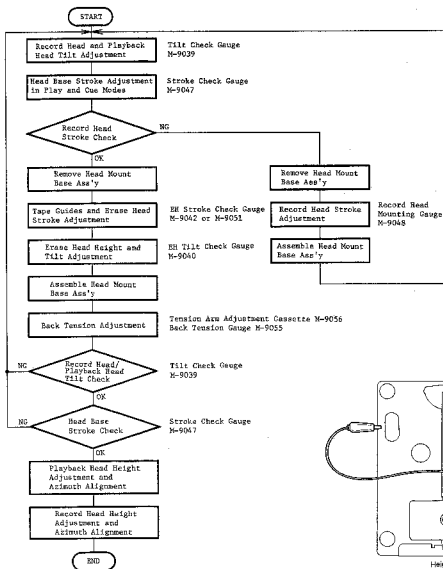 START
Record Head and Playback
Head Tilt Adjustment
Tilt Check Gauge
M-9039
Head Base Stroke Adjustment
in Play and Cue Modes
Stroke Check Gauge
M-9047
Record Head
Stroke Check
NG
OK
Remove Head Mount
Base Ass'y
Tape Guides and Erase Head
Stroke Adjustment
EH Stroke Check Gauge
M-9042 or M-9051
Erase Head Height and
Tilt Adjustment
EH Tilt Check Gauge
M-9040
Assemble Head Mount
Base Ass'y
Back Tension Adjustment
Tension Arm Adjustment Cassette M-9056
Back Tension Gauge M-9055
Record Head/
Playback Head
Tilt Check
NG
Tilt Check Gauge
M-9039
OK
Head Base
Stroke Check
NG
Stroke Check Gauge
M-9047
OK
Playback Head Height
Adjustment and
Azimuth Alignment
Record Head Height
Adjustment and
Azimuth Alignment
END
Remove Head Mount
Base Ass'y
Record Head Stroke
Adjustment
Record Head
Mounting Gauge
M-9048
Assemble Head Mount
Base Ass'y